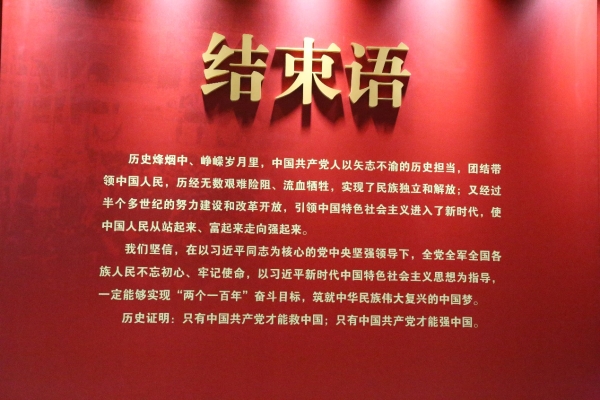 结束语
历史烽烟中、峥嵘岁月里，中国共产党人以矢志不渝的历史担当，团结带
领中国人民，历经无数艰难险阻、流血牺牲，实现了民族独立和解放；又经过
半个多世纪的努力建设和改革开放，引领中国特色社会主义进入了新时代，使
中国人民从站起来、富起来走向强起来。
我们坚信，在以习近平同志为核心的党中央坚强领导下，全党全军全国各
族人民不忘初心、牢记使命，以习近平新时代中国特色社会主义思想为指导，
一定能够实现“两个一百年”奋斗目标，筑就中华民族伟大复兴的中国梦。
历史证明：只有中国共产党才能救中国；只有中国共产党才能强中国。